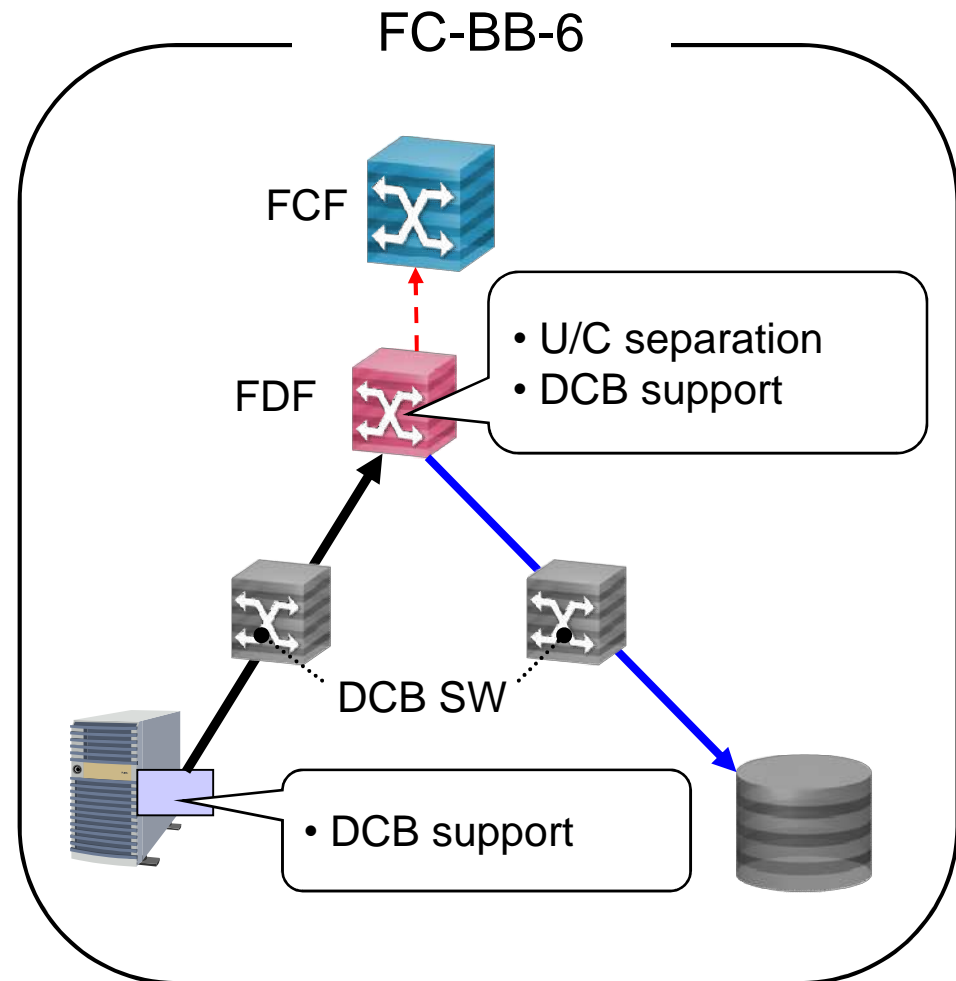 FC-BB-6
FCF
• U/C separation
FDF
• DCB support
DCB SW
• DCB support